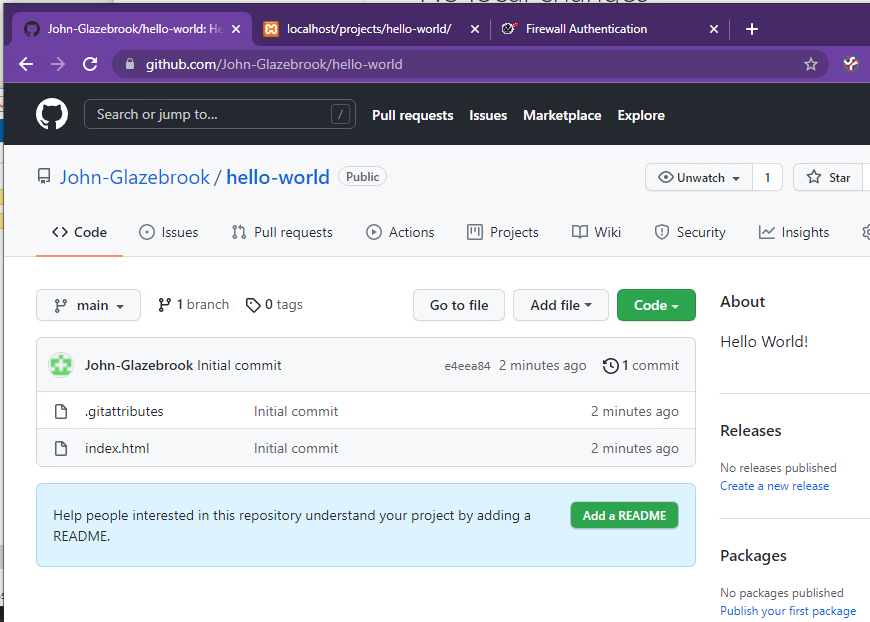 No local changes
John-Glazebrook/hello-world: He
localhost/projects/hello-world/
Firewall Authentication
github.com/John-Glazebrook/hello-world
Search or jump to...
/
Pull requests Issues Marketplace Explore
John-Glazebrook / hello-world Public
Unwatch 1 Star
Code Issues Pull requests Actions Projects Wiki Security Insights
main 1 branch 0 tags Go to file Add file Code
About
Hello World!
John-Glazebrook Initial commit e4eea84 2 minutes ago 1 commit
.gitattributes Initial commit 2 minutes ago
index.html Initial commit 2 minutes ago
Releases
No releases published
Create a new release
Help people interested in this repository understand your project by adding a
README.
Add a README
Packages
No packages published
Publish your first package